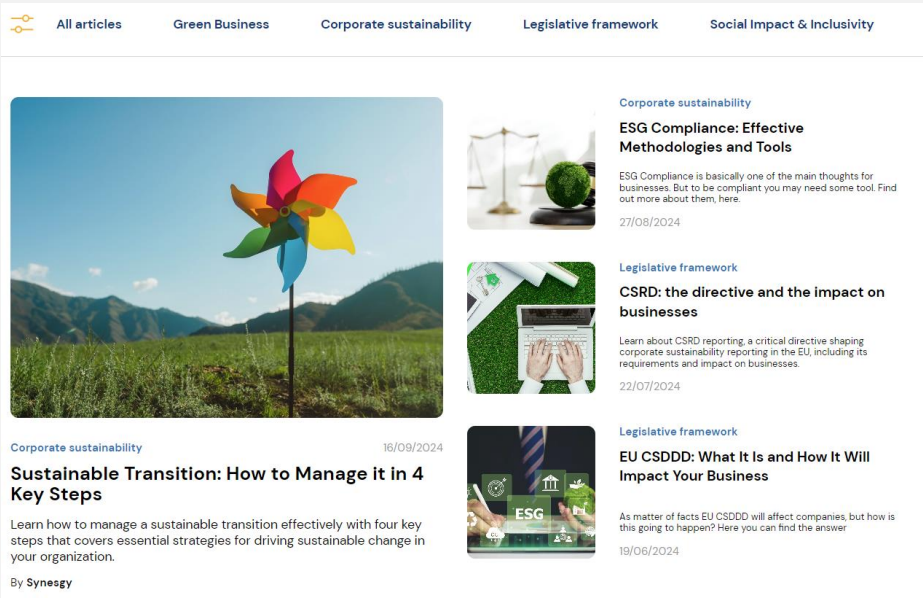 All articles
Green Business
Corporate sustainability
Legislative framework
Social Impact & Inclusivity
Corporate sustainability
16/09/2024
Sustainable Transition: How to Manage it in 4
Key Steps
Learn how to manage a sustainable transition effectively with four key
steps that covers essential strategies for driving sustainable change in
your organization.
By Synesgy
Corporate sustainability
ESG Compliance: Effective
Methodologies and Tools
ESG Compliance is basically one of the main thoughts for
businesses. But to be compliant you may need some tool. Find
out more about them, here.
27/08/2024
Legislative framework
CSRD: the directive and the impact on
businesses
Learn about CSRD reporting, a critical directive shaping
corporate sustainability reporting in the EU, including its
requirements and impact on businesses.
22/07/2024
ESG
Legislative framework
EU CSDDD: What It Is and How It Will
Impact Your Business
As matter of facts EU CSDDD will affect companies, but how is
this going to happen? Here you can find the answer
19/06/2024